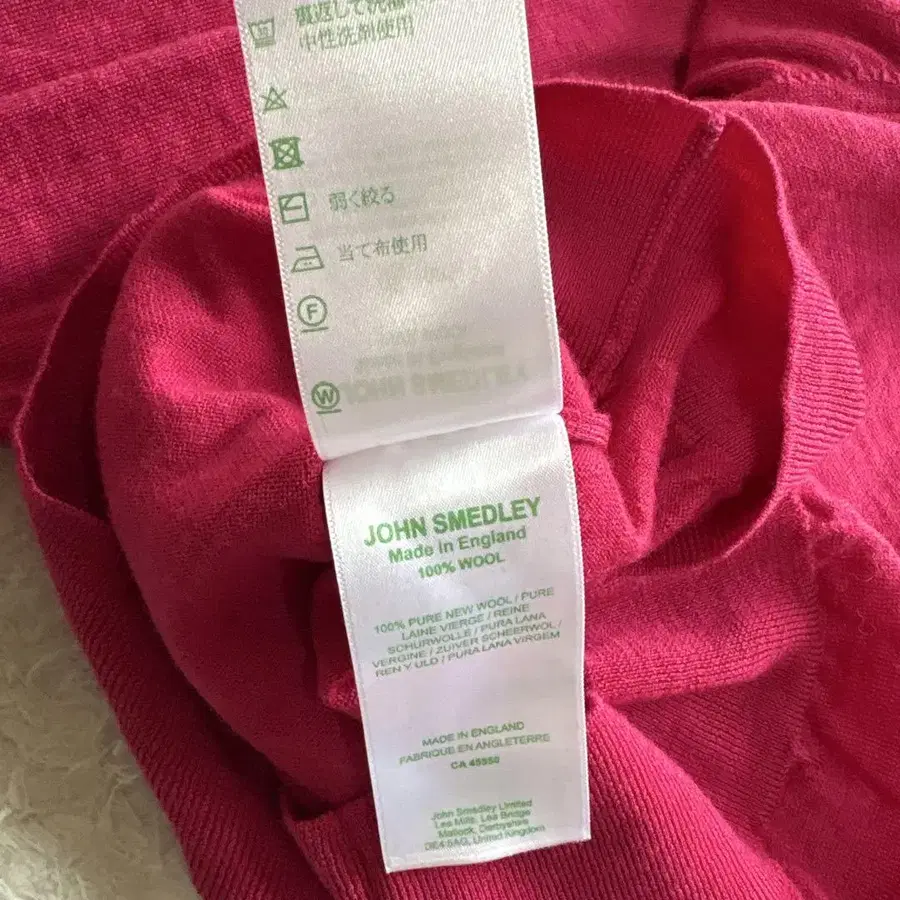 裏返して洗濯
中性洗剤使用
弱く絞る
当て布使用
F
W
JOHN SMEDLEY
Made in England
100% WOOL
100% PURE NEW WOOL / PURE
LAINE VIERGE / REINE
SCHURWOLLE / PURA LANA
VERGINE / ZUIVER SCHEERWOL /
REN Y ULD / PURA LANA VIRGEM
MADE IN ENGLAND
FABRIQUE EN ANGLETERRE
CA 45550
John Smedley Limited
Lea Mills, Lea Bridge
Matlock, Derbyshire
DE4 5AG, United Kingdom